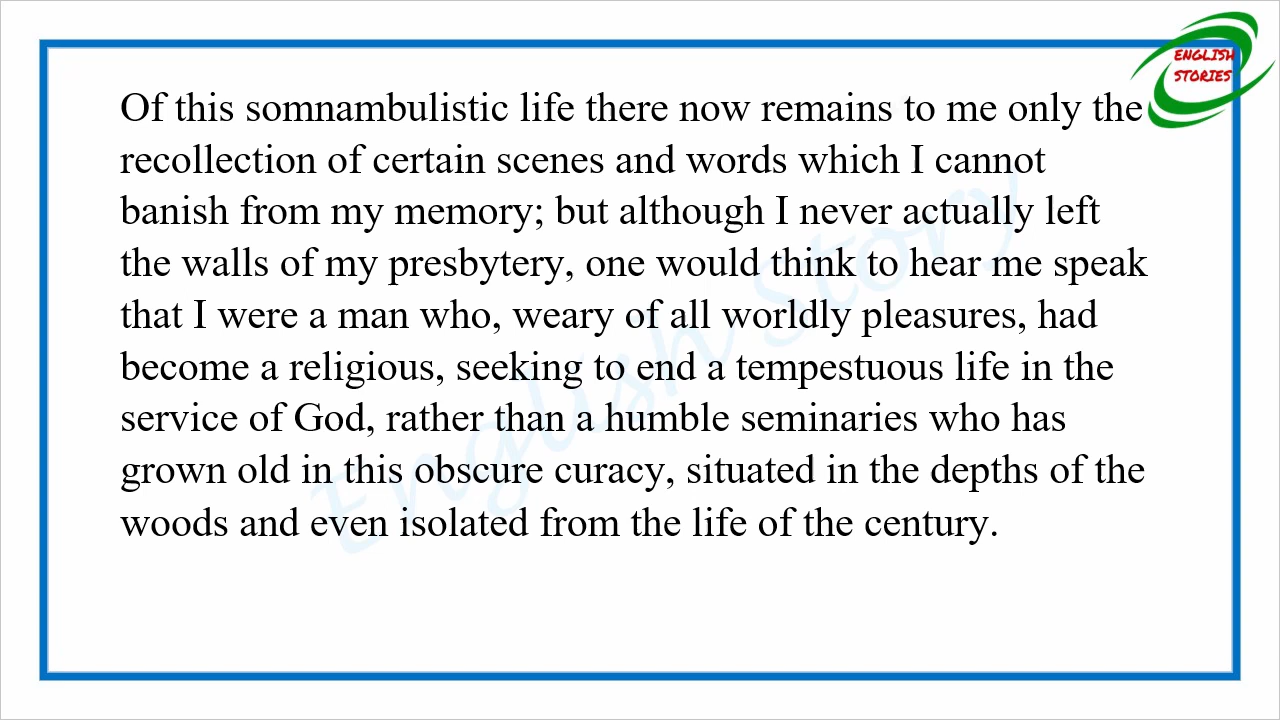 ENGLISH
STORIES
Of this somnambulistic life there now remains to me only the
recollection of certain scenes and words which I cannot
banish from my memory; but although I never actually left
the walls of my presbytery, one would think to hear me speak
that I were a man who, weary of all worldly pleasures, had
become a religious, seeking to end a tempestuous life in the
service of God, rather than a humble seminaries who has
grown old in this obscure curacy, situated in the depths of the
woods and even isolated from the life of the century.
English Story